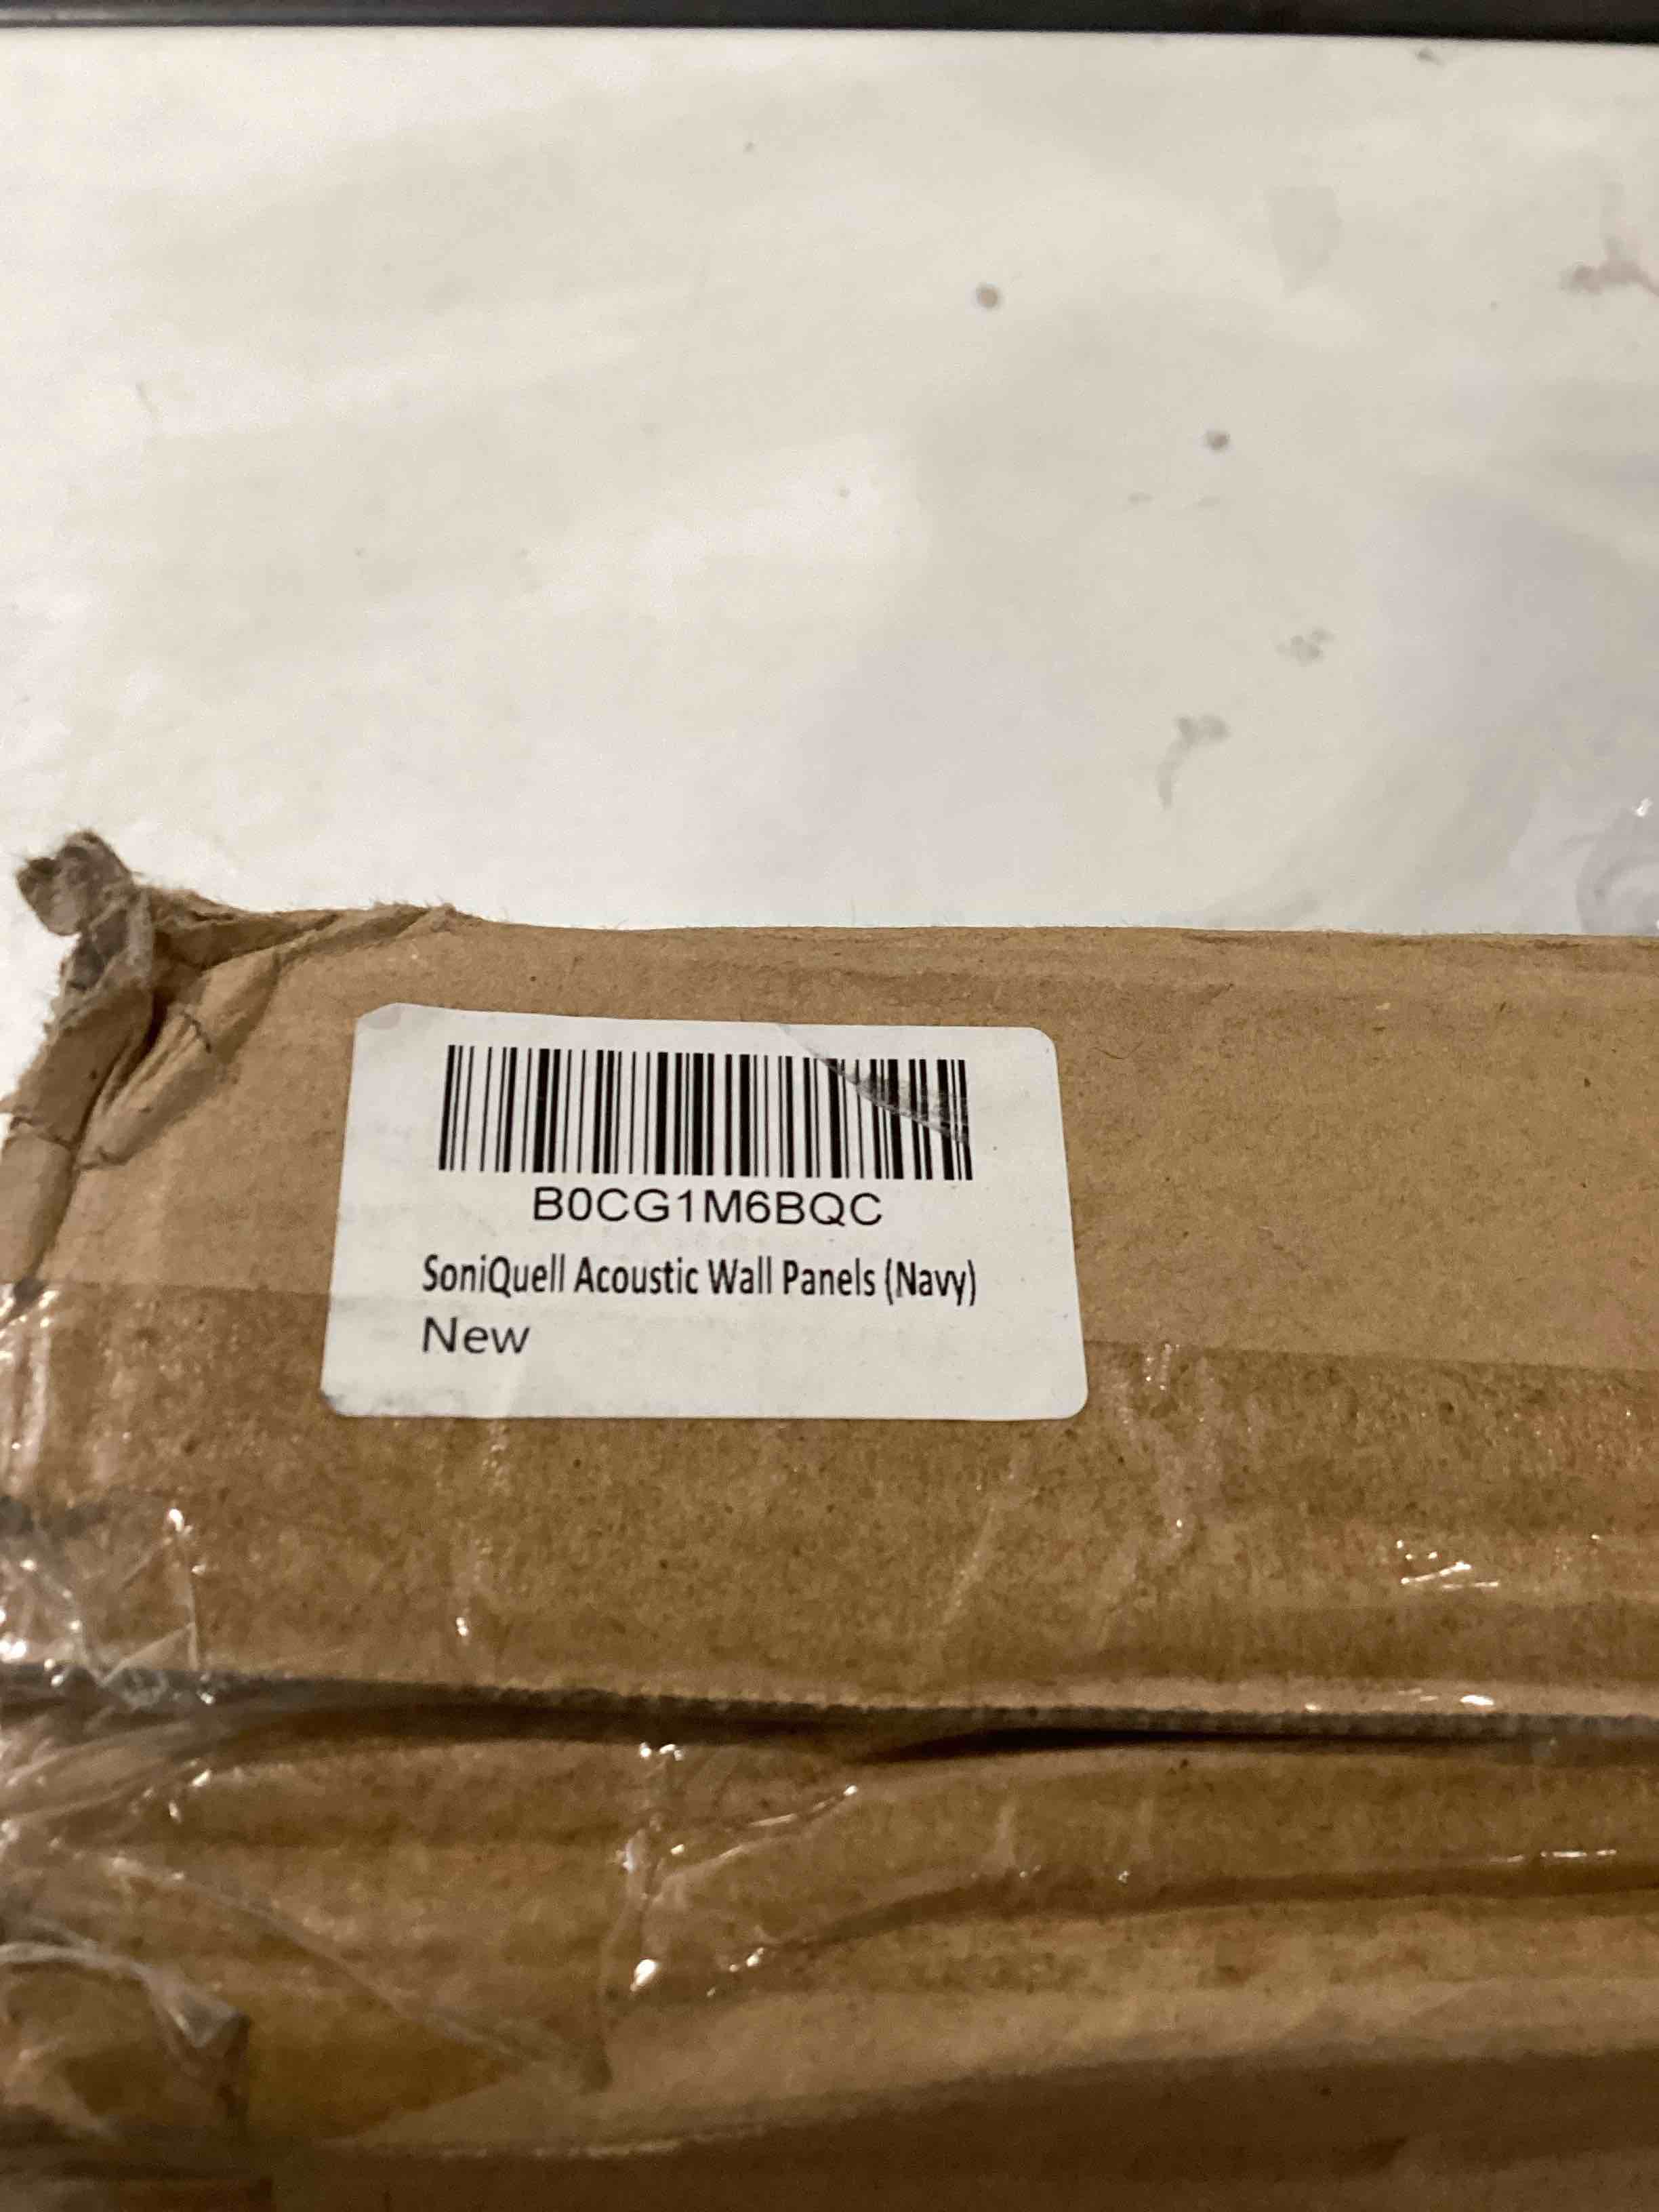 B0CG1M6BQC
SoniQuell Acoustic Wall Panels (Navy)
New